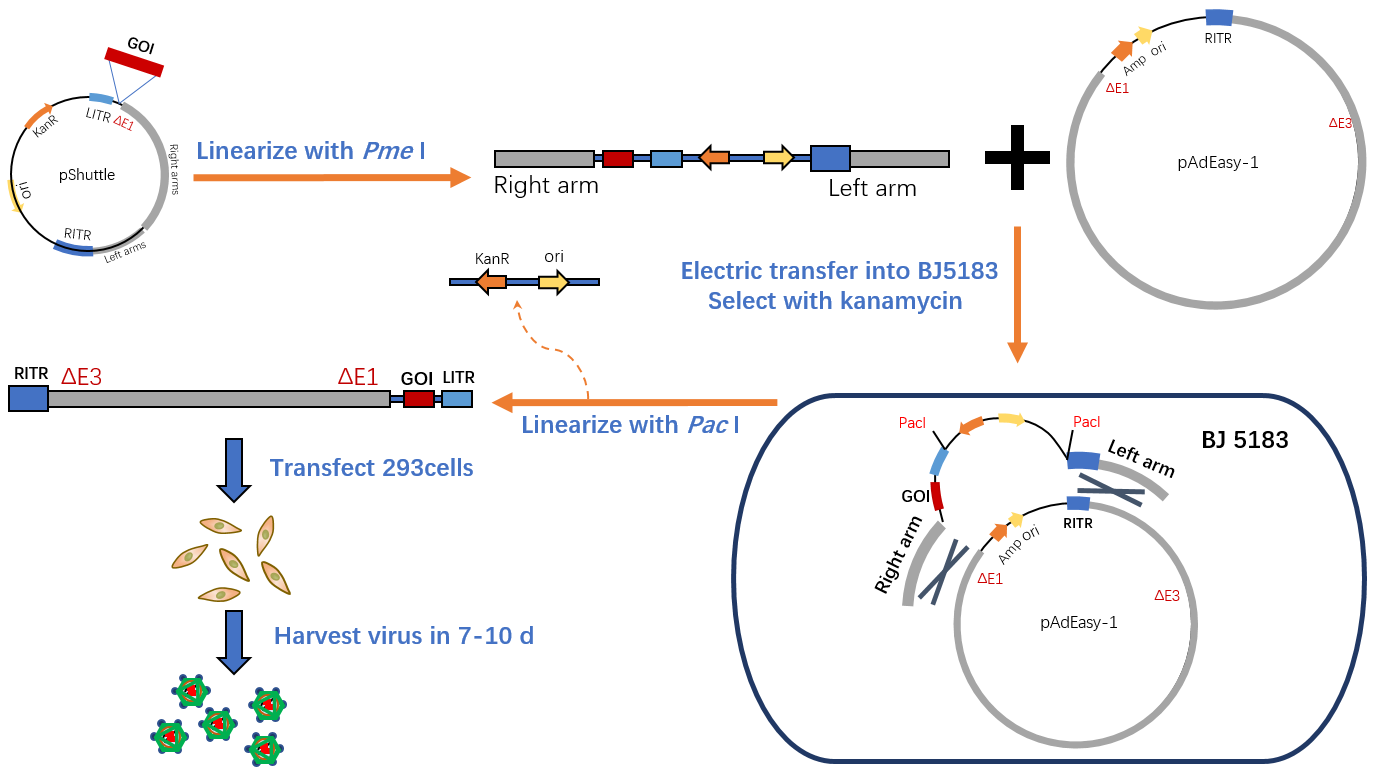 GOI
KanR
LITR
ΔE1
Right arms
pShuttle
ori
RITR
Left arms
Linearize with Pme I
Right arm
Left arm
RITR
Amp
ori
ΔE1
ΔE3
pAdEasy-1
Electric transfer into BJ5183
Select with kanamycin
KanR
ori
RITR
ΔE3
ΔE1
GOI
LITR
Linearize with Pac I
Transfect 293cells
Harvest virus in 7-10 d
BJ 5183
PacI
PacI
Left arm
GOI
Right arm
RITR
Amp
ori
ΔE1
ΔE3
pAdEasy-1